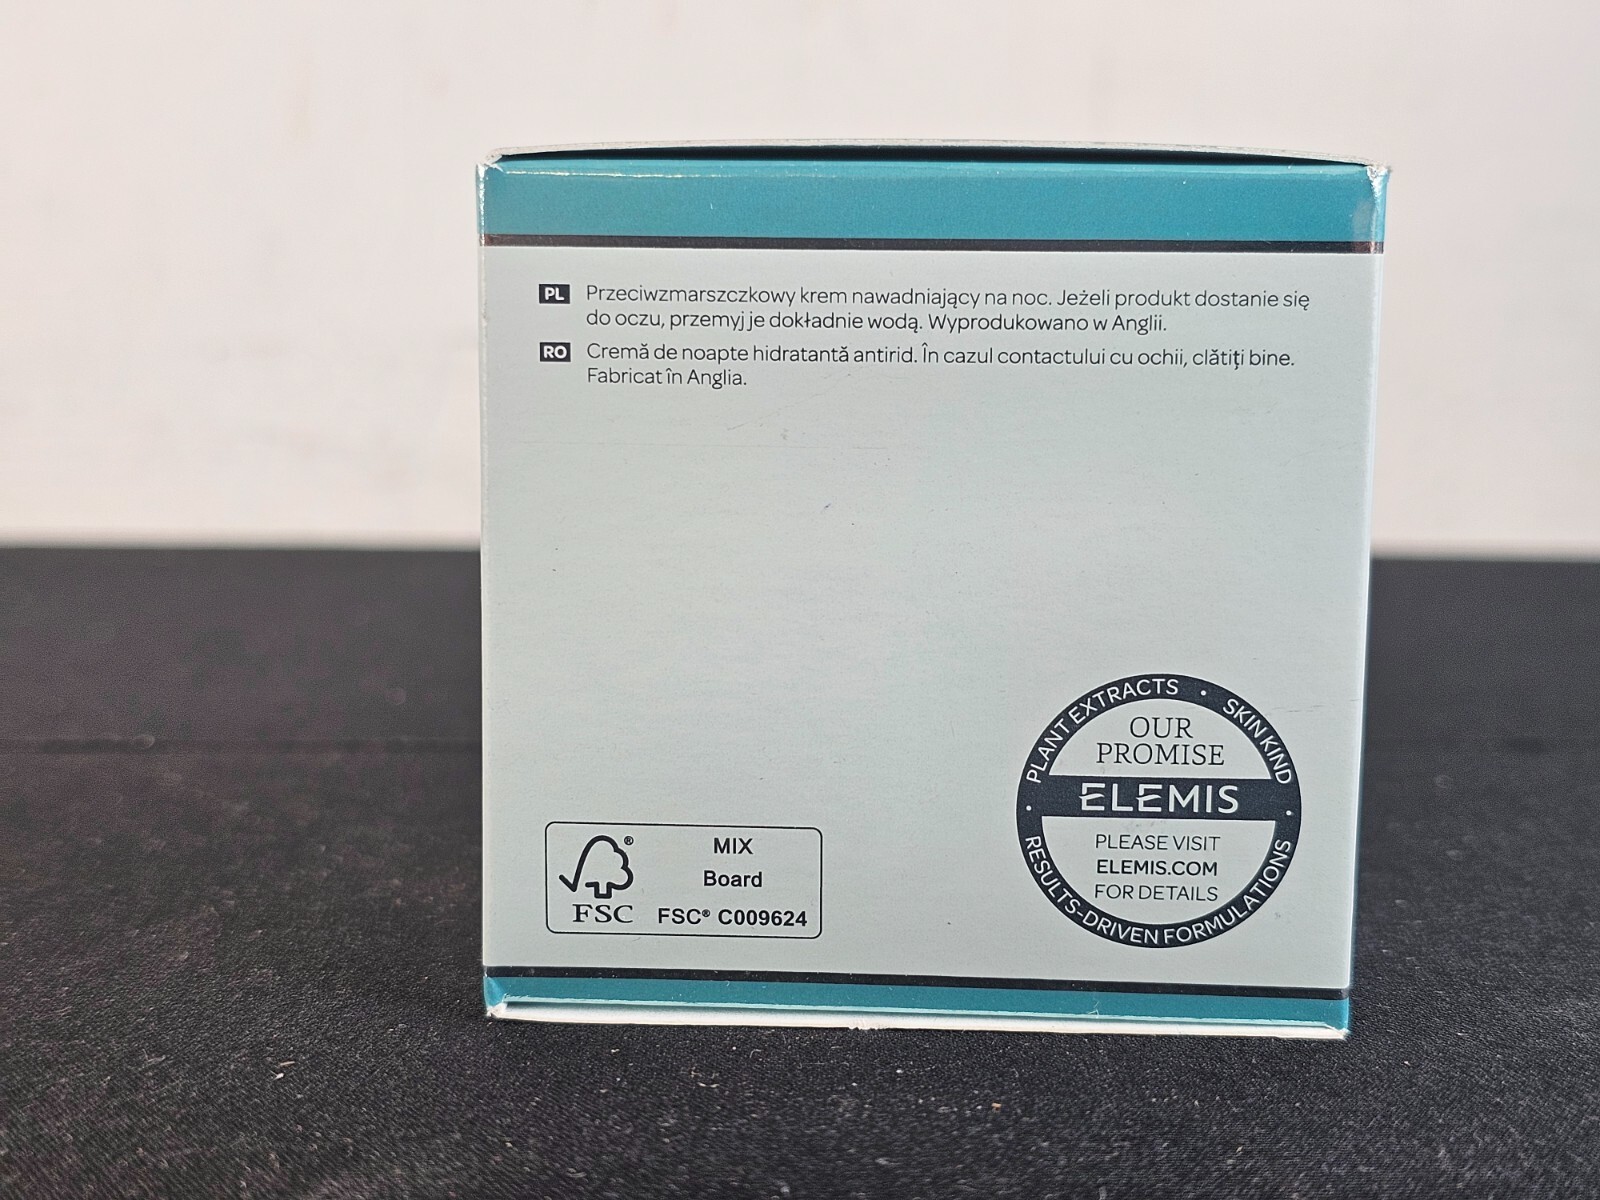 PL Przeciwzmarszczkowy krem nawadniający na noc. Jeżeli produkt dostanie się
do oczu, przemyj je dokładnie wodą. Wyprodukowano w Anglii.
RO Cremă de noapte hidratantă antirid. În cazul contactului cu ochii, clătiți bine.
Fabricat în Anglia.
MIX
Board
FSC® C009624
FSC
PLANT EXTRACTS • SKIN KIND
OUR
PROMISE
ELEMIS
PLEASE VISIT
ELEMIS.COM
FOR DETAILS
• RESULTS-DRIVEN FORMULATIONS •